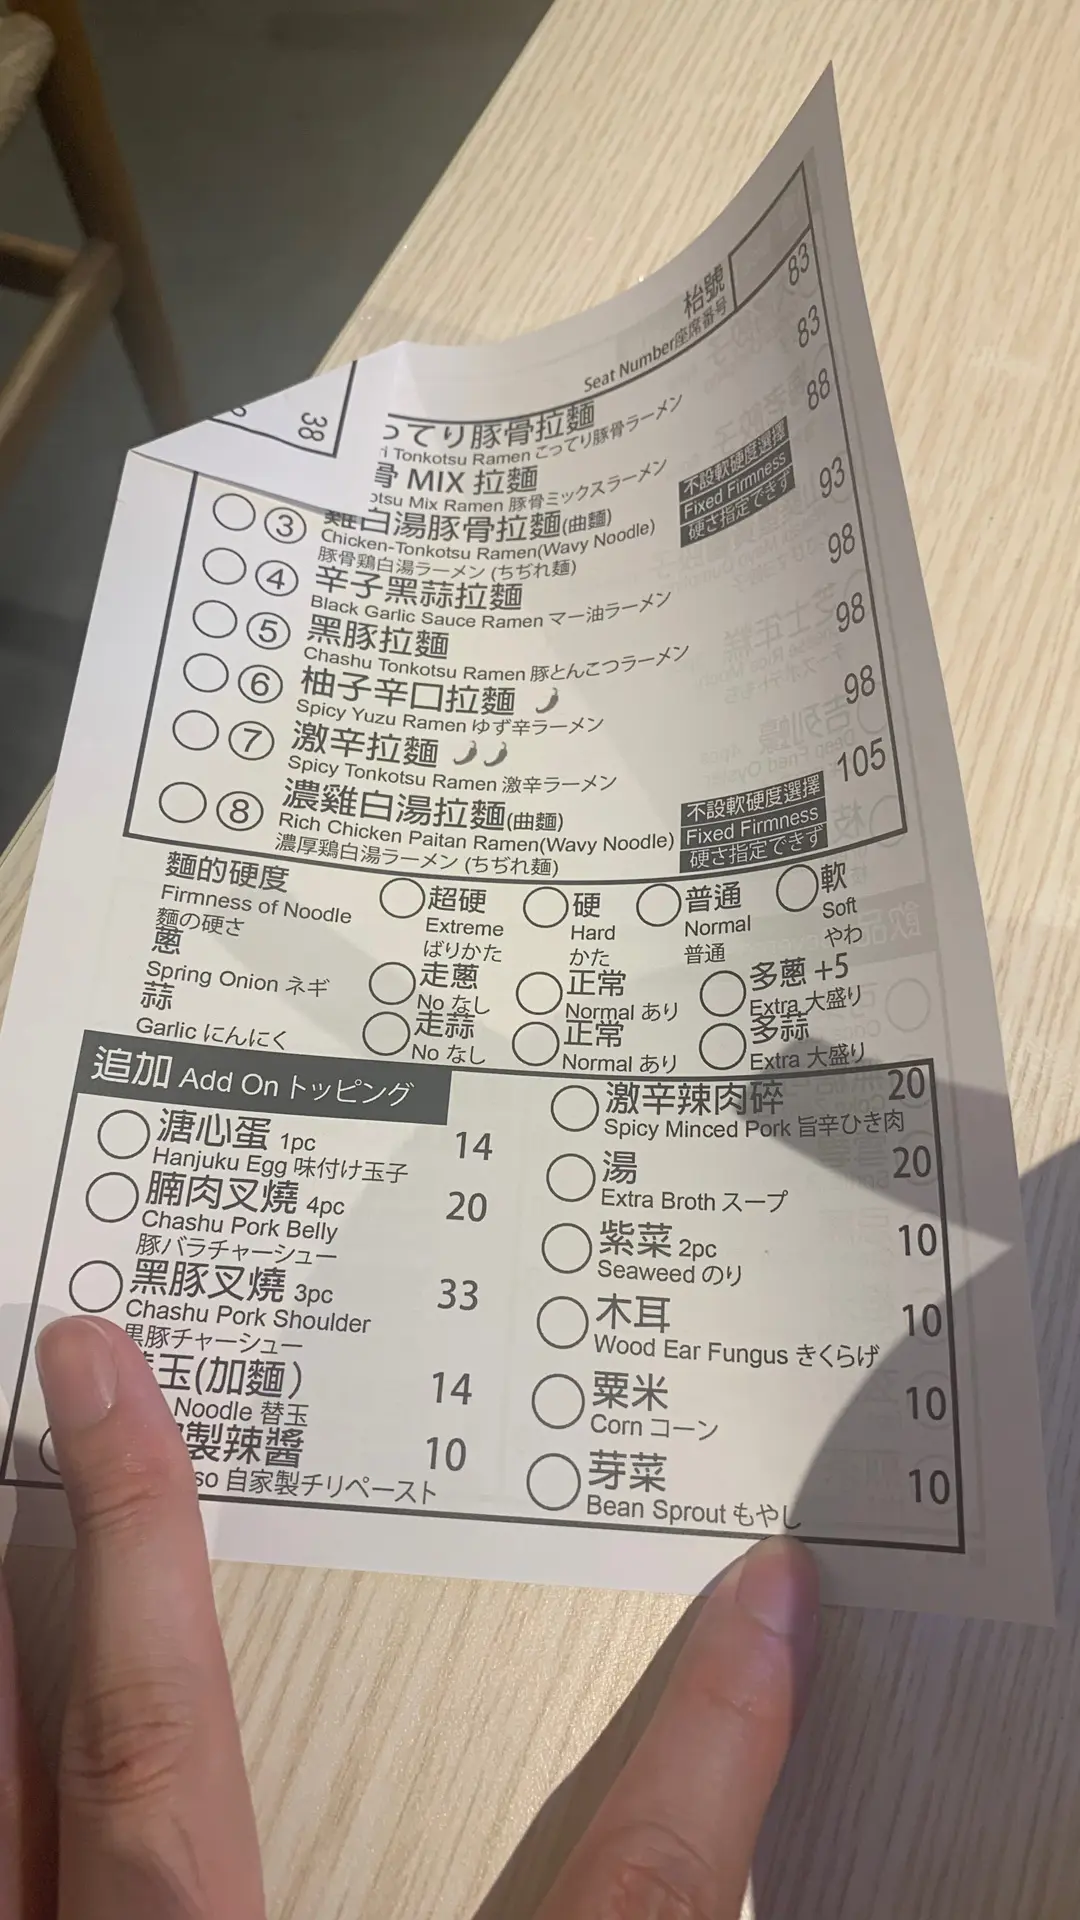 枱號
Seat Number座席番号
38
ってり豚骨拉麵 83
Tonkotsu Ramen こってり豚骨ラーメン
骨 MIX 拉麵 83
Mix Ramen 豚骨ミックスラーメン
③ 白湯豚骨拉麵(曲麵) 88
Chicken-Tonkotsu Ramen(Wavy Noodle)
豚骨鶏白湯ラーメン (ちぢれ麵)
不設軟硬度選擇
Fixed Firmness
硬さ指定できず
④ 辛子黑蒜拉麵 93
Black Garlic Sauce Ramen マー油ラーメン
⑤ 黑豚拉麵 98
Chashu Tonkotsu Ramen 豚とんこつラーメン
⑥ 柚子辛口拉麵 98
Spicy Yuzu Ramen ゆず辛ラーメン
⑦ 激辛拉麵 98
Spicy Tonkotsu Ramen 激辛ラーメン
⑧ 濃雞白湯拉麵(曲麵) 105
Rich Chicken Paitan Ramen(Wavy Noodle)
濃厚鶏白湯ラーメン (ちぢれ麵)
不設軟硬度選擇
Fixed Firmness
硬さ指定できず
麵的硬度 超硬 硬 普通 軟
Firmness of Noodle Extreme Hard Normal Soft
麵の硬さ ばりかた かた 普通 やわ
蔥 走蔥 正常 多蔥 +5
Spring Onion ネギ No なし Normal あり Extra 大盛り
蒜 走蒜 正常 多蒜
Garlic にんにく No なし Normal あり Extra 大盛り
追加 Add On トッピング
溏心蛋 1pc 14
Hanjuku Egg 味付け玉子
腩肉叉燒 4pc 20
Chashu Pork Belly
豚バラチャーシュー
黑豚叉燒 3pc 33
Chashu Pork Shoulder
黒豚チャーシュー
玉(加麵) 14
Noodle 替玉
製辣醬 10
so 自家製チリペースト
激辛辣肉碎 20
Spicy Minced Pork 旨辛ひき肉
湯 20
Extra Broth スープ
紫菜 2pc 10
Seaweed のり
木耳 10
Wood Ear Fungus きくらげ
粟米 10
Corn コーン
芽菜 10
Bean Sprout もやし